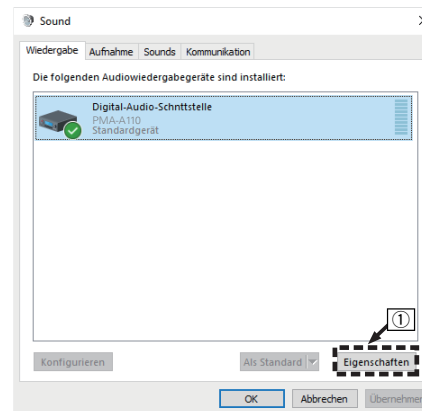 Sound
Wiedergabe Aufnahme Sounds Kommunikation
Die folgenden Audiowiedergabegeräte sind installiert:
Digital-Audio-Schnttstelle
PMA-A110
Standardgerät
①
Konfigurieren Als Standard Eigenschaften
OK Abbrechen Übernehmen